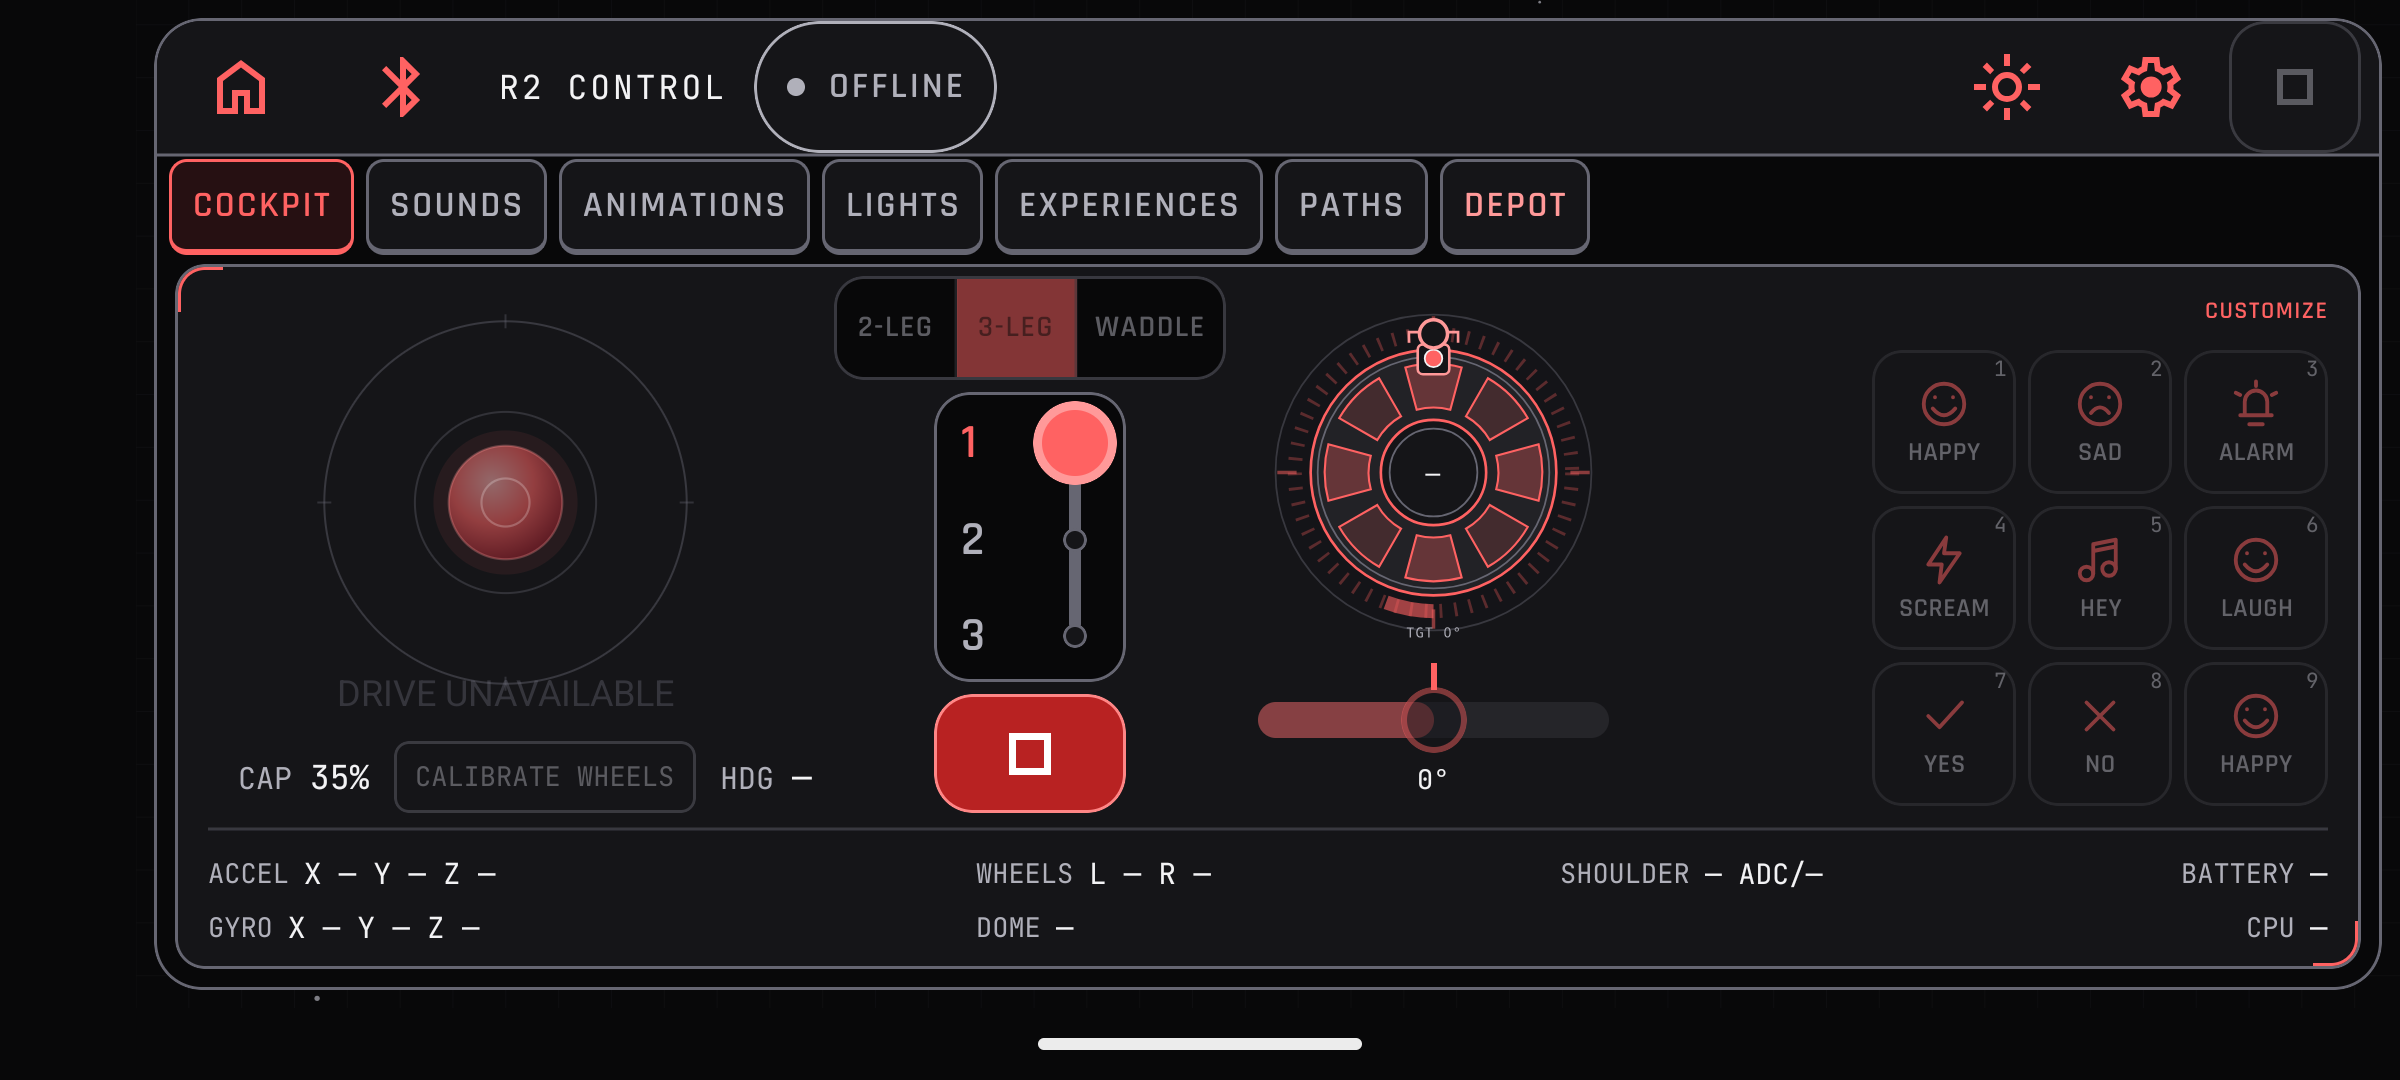 R2 CONTROL
OFFLINE
COCKPIT
SOUNDS
ANIMATIONS
LIGHTS
EXPERIENCES
PATHS
DEPOT
2-LEG
3-LEG
WADDLE
CUSTOMIZE
1
2
3
DRIVE UNAVAILABLE
CAP 35%
CALIBRATE WHEELS
HDG —
—
TGT 0°
0°
1
HAPPY
2
SAD
3
ALARM
4
SCREAM
5
HEY
6
LAUGH
7
YES
8
NO
9
HAPPY
ACCEL X — Y — Z —
WHEELS L — R —
SHOULDER — ADC/—
BATTERY —
GYRO X — Y — Z —
DOME —
CPU —